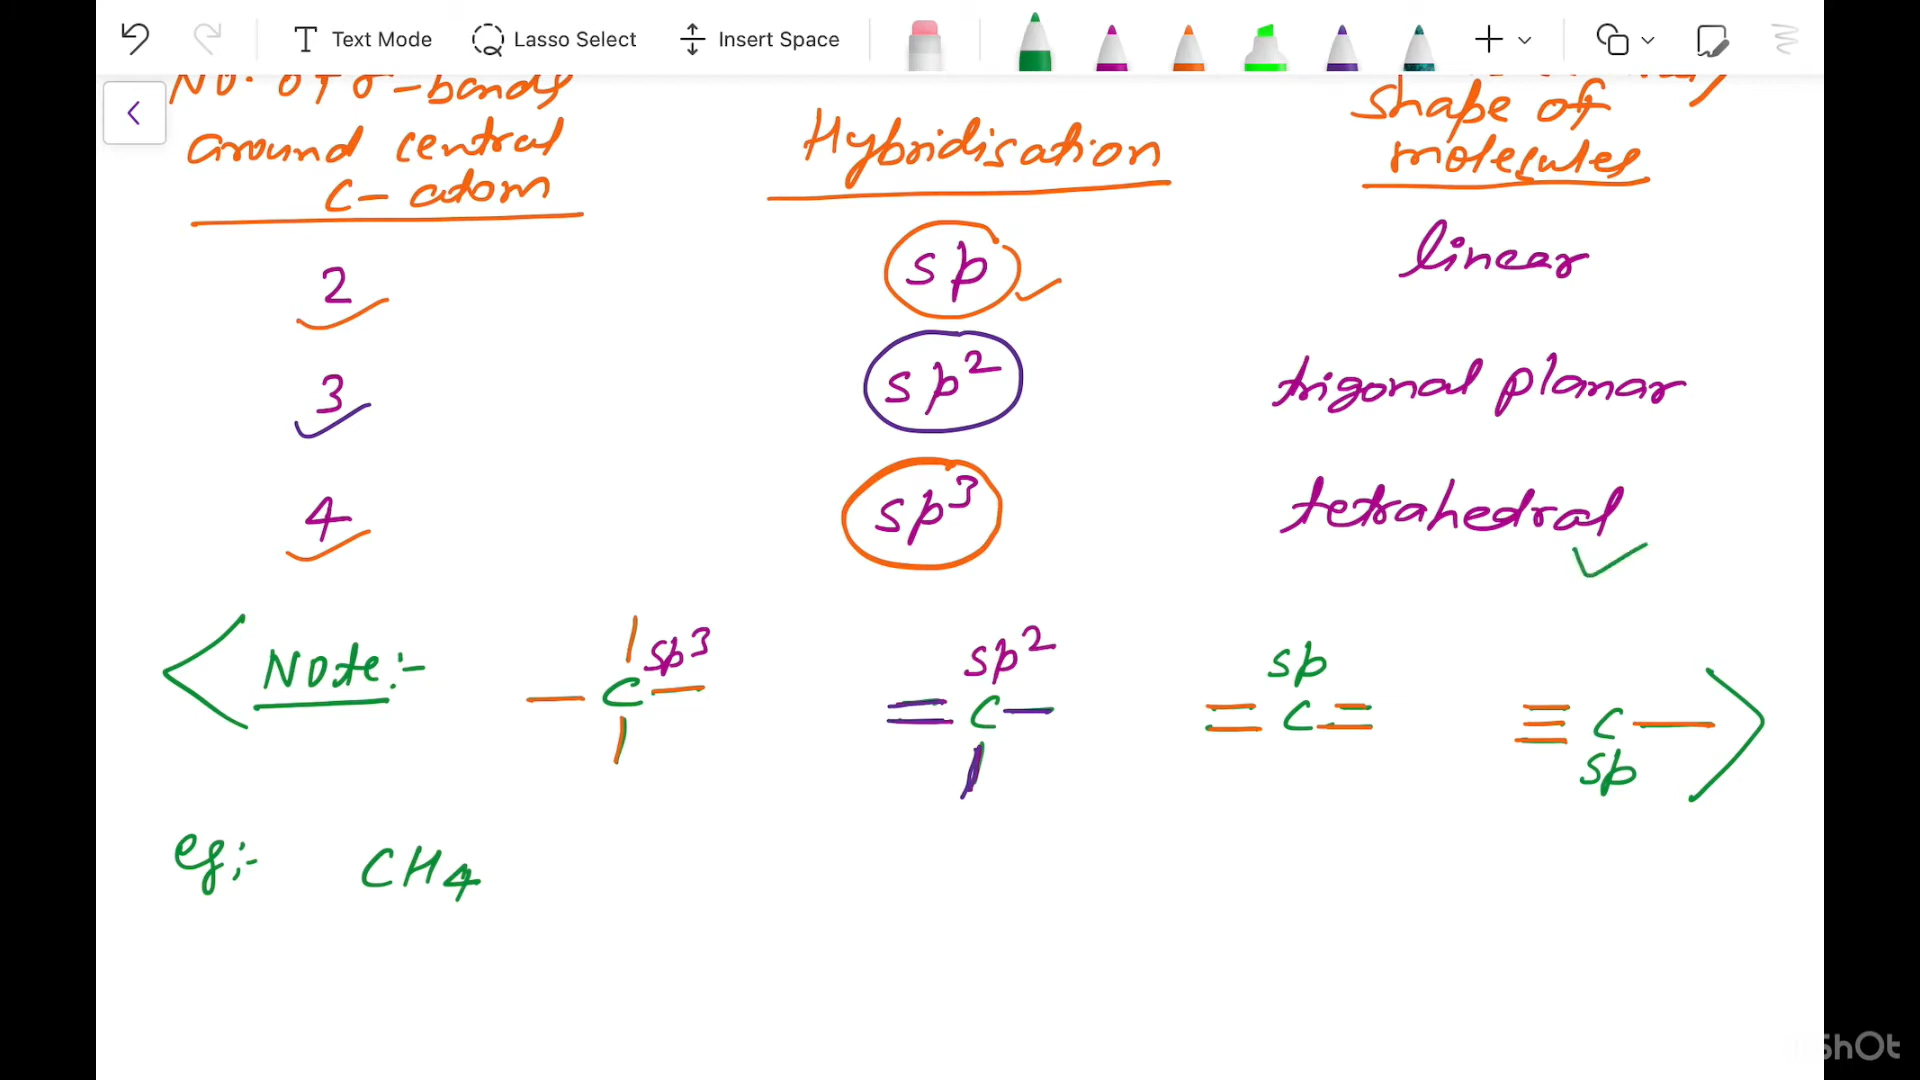 Text Mode Lasso Select Insert Space
No. of σ-bonds
around central
C- atom
Hybridisation
Shape of
molecules
2 sp linear
3 sp² trigonal planar
4 sp³ tetrahedral
Note:- sp³ sp² sp
C C C C
sp
eg:- CH4